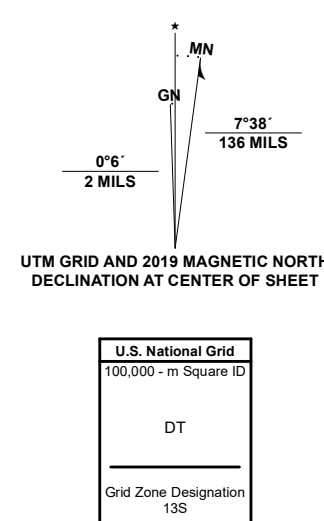 ★
MN
GN
7°38´
136 MILS
0°6´
2 MILS
UTM GRID AND 2019 MAGNETIC NORTH
DECLINATION AT CENTER OF SHEET
U.S. National Grid
100,000 - m Square ID
DT
Grid Zone Designation
13S